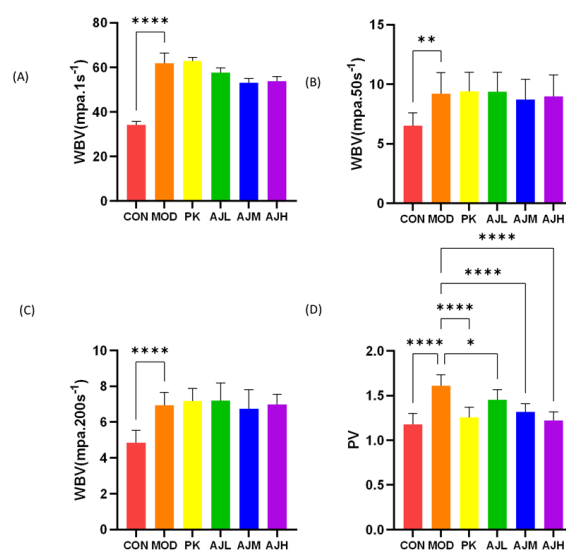 (A)
WBV(mpa.1s-1)
80
60
40
20
0
****
CON MOD PK AJL AJM AJH
(B)
WBV(mpa.50s-1)
15
10
5
0
**
CON MOD PK AJL AJM AJH
(C)
WBV(mpa.200s-1)
8
6
4
2
0
****
CON MOD PK AJL AJM AJH
(D)
PV
2.0
1.5
1.0
0.5
0.0
****
****
****
**** *
CON MOD PK AJL AJM AJH